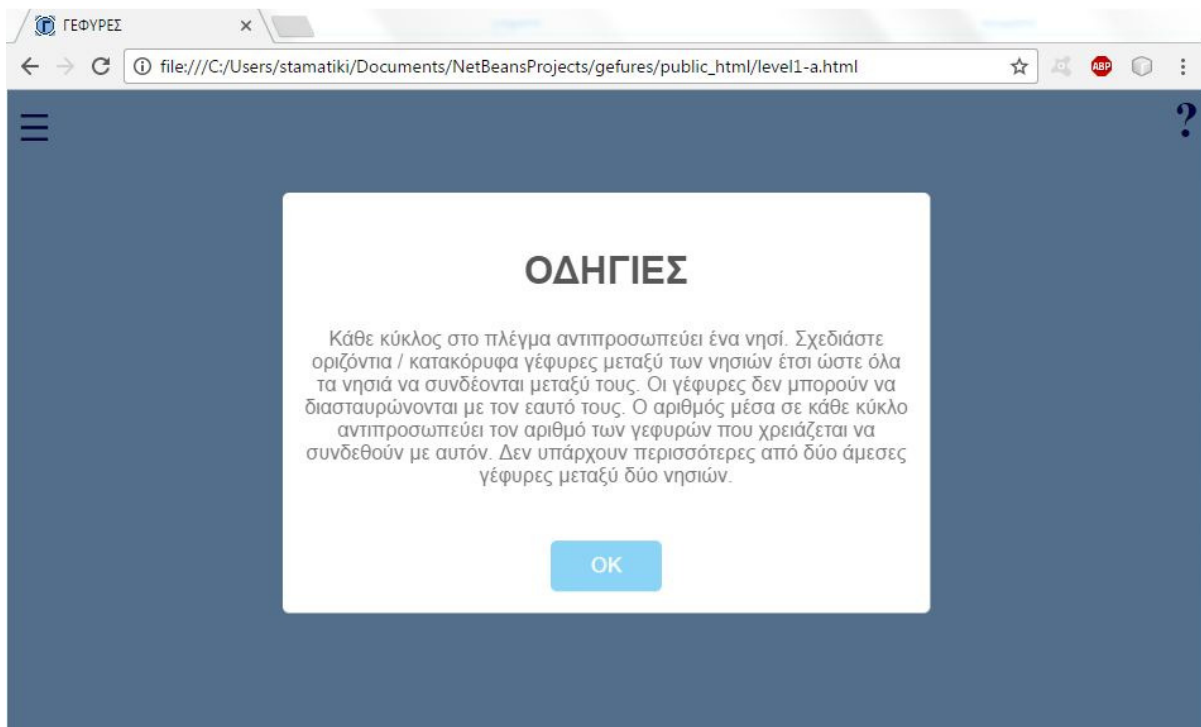 ΓΕΦΥΡΕΣ
file:///C:/Users/stamatiki/Documents/NetBeansProjects/gefures/public_html/level1-a.html
ABP
?
ΟΔΗΓΙΕΣ
Κάθε κύκλος στο πλέγμα αντιπροσωπεύει ένα νησί. Σχεδιάστε
οριζόντια / κατακόρυφα γέφυρες μεταξύ των νησιών έτσι ώστε όλα
τα νησιά να συνδέονται μεταξύ τους. Οι γέφυρες δεν μπορούν να
διασταυρώνονται με τον εαυτό τους. Ο αριθμός μέσα σε κάθε κύκλο
αντιπροσωπεύει τον αριθμό των γεφυρών που χρειάζεται να
συνδεθούν με αυτόν. Δεν υπάρχουν περισσότερες από δύο άμεσες
γέφυρες μεταξύ δύο νησιών.
OK